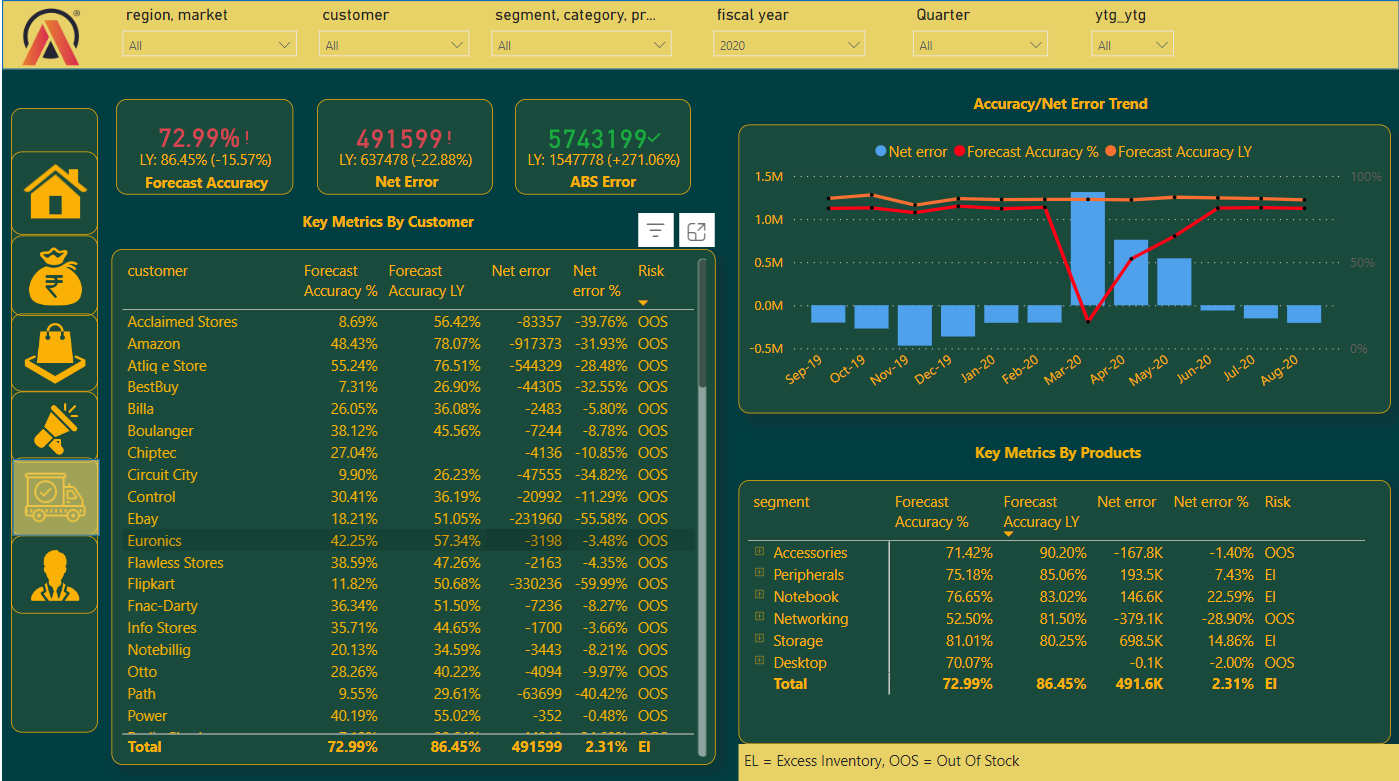 region, market
customer
segment, category, pr...
fiscal year
Quarter
ytg_ytg
All
All
All
2020
All
All
®
72.99%!
LY: 86.45% (-15.57%)
Forecast Accuracy
491599!
LY: 637478 (-22.88%)
Net Error
5743199✓
LY: 1547778 (+271.06%)
ABS Error
Key Metrics By Customer
customer Forecast Accuracy % Forecast Accuracy LY Net error Net error % Risk
Acclaimed Stores 8.69% 56.42% -83357 -39.76% OOS
Amazon 48.43% 78.07% -917373 -31.93% OOS
Atliq e Store 55.24% 76.51% -544329 -28.48% OOS
BestBuy 7.31% 26.90% -44305 -32.55% OOS
Billa 26.05% 36.08% -2483 -5.80% OOS
Boulanger 38.12% 45.56% -7244 -8.78% OOS
Chiptec 27.04% -4136 -10.85% OOS
Circuit City 9.90% 26.23% -47555 -34.82% OOS
Control 30.41% 36.19% -20992 -11.29% OOS
Ebay 18.21% 51.05% -231960 -55.58% OOS
Euronics 42.25% 57.34% -3198 -3.48% OOS
Flawless Stores 38.59% 47.26% -2163 -4.35% OOS
Flipkart 11.82% 50.68% -330236 -59.99% OOS
Fnac-Darty 36.34% 51.50% -7236 -8.27% OOS
Info Stores 35.71% 44.65% -1700 -3.66% OOS
Notebillig 20.13% 34.59% -3443 -8.21% OOS
Otto 28.26% 40.22% -4094 -9.97% OOS
Path 9.55% 29.61% -63699 -40.42% OOS
Power 40.19% 55.02% -352 -0.48% OOS
Total 72.99% 86.45% 491599 2.31% EI
Accuracy/Net Error Trend
Net error Forecast Accuracy % Forecast Accuracy LY
1.5M
1.0M
0.5M
0.0M
-0.5M
100%
50%
0%
Sep-19
Oct-19
Nov-19
Dec-19
Jan-20
Feb-20
Mar-20
Apr-20
May-20
Jun-20
Jul-20
Aug-20
Key Metrics By Products
segment Forecast Accuracy % Forecast Accuracy LY Net error Net error % Risk
Accessories 71.42% 90.20% -167.8K -1.40% OOS
Peripherals 75.18% 85.06% 193.5K 7.43% EI
Notebook 76.65% 83.02% 146.6K 22.59% EI
Networking 52.50% 81.50% -379.1K -28.90% OOS
Storage 81.01% 80.25% 698.5K 14.86% EI
Desktop 70.07% -0.1K -2.00% OOS
Total 72.99% 86.45% 491.6K 2.31% EI
EL = Excess Inventory, OOS = Out Of Stock